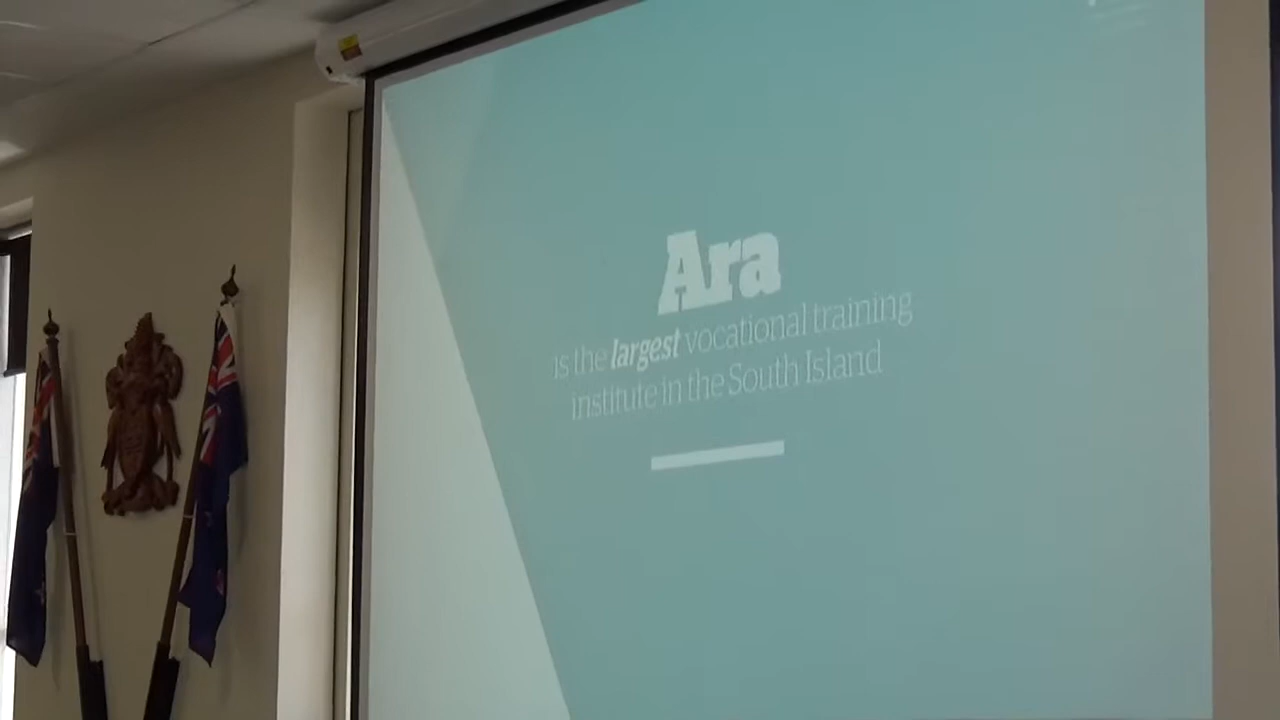 Ara
is the largest vocational training
institute in the South Island